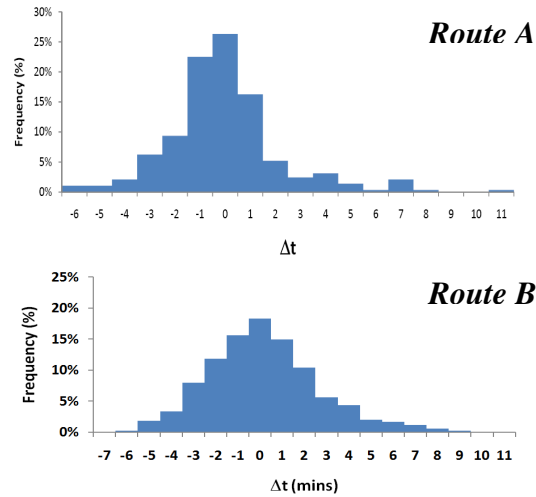 Route A
Frequency (%)
30%
25%
20%
15%
10%
5%
0%
-6 -5 -4 -3 -2 -1 0 1 2 3 4 5 6 7 8 9 10 11
Δt
Route B
Frequency (%)
25%
20%
15%
10%
5%
0%
-7 -6 -5 -4 -3 -2 -1 0 1 2 3 4 5 6 7 8 9 10 11
Δt (mins)